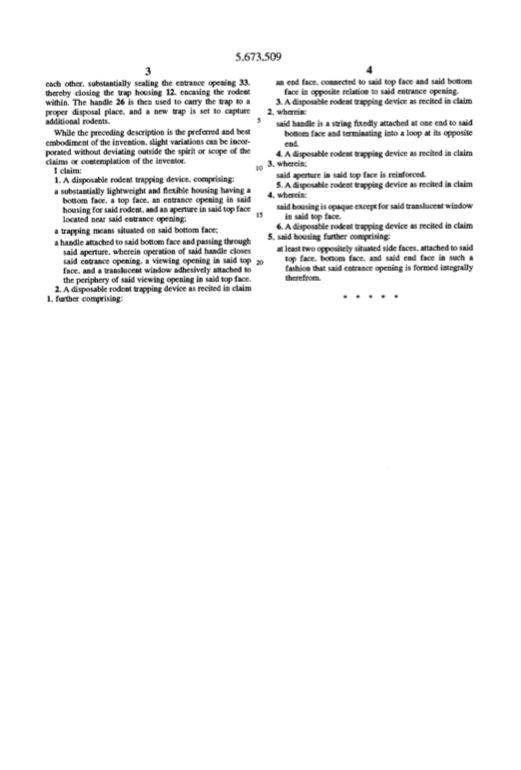 5,673,509
3
each other, substantially sealing the entrance opening 33,
thereby closing the trap housing 12, encasing the rodent
within. The handle 26 is then used to carry the trap to a
proper disposal place, and a new trap is set to capture
additional rodents.
While the preceding description is the preferred and best
embodiment of the invention, slight variations can be incor-
porated without deviating outside the spirit or scope of the
claims or contemplation of the inventor.
I claim:
1. A disposable rodent trapping device, comprising:
a substantially lightweight and flexible housing having a
bottom face, a top face, an entrance opening in said
housing for said rodent, and an aperture in said top face
located near said entrance opening;
a trapping means situated on said bottom face;
a handle attached to said bottom face and passing through
said aperture, wherein operation of said handle closes
said entrance opening, a viewing opening in said top
face, and a translucent window adhesively attached to
the periphery of said viewing opening in said top face.
2. A disposable rodent trapping device as recited in claim
1, further comprising:
5
10
15
20
4
an end face, connected to said top face and said bottom
face in opposite relation to said entrance opening.
3. A disposable rodent trapping device as recited in claim
2, wherein:
said handle is a string fixedly attached at one end to said
bottom face and terminating into a loop at its opposite
end.
4. A disposable rodent trapping device as recited in claim
3, wherein;
said aperture in said top face is reinforced.
5. A disposable rodent trapping device as recited in claim
4, wherein:
said housing is opaque except for said translucent window
in said top face.
6. A disposable rodent trapping device as recited in claim
5, said housing further comprising:
at least two oppositely situated side faces, attached to said
top face, bottom face, and said end face in such a
fashion that said entrance opening is formed integrally
therefrom.
* * * * *